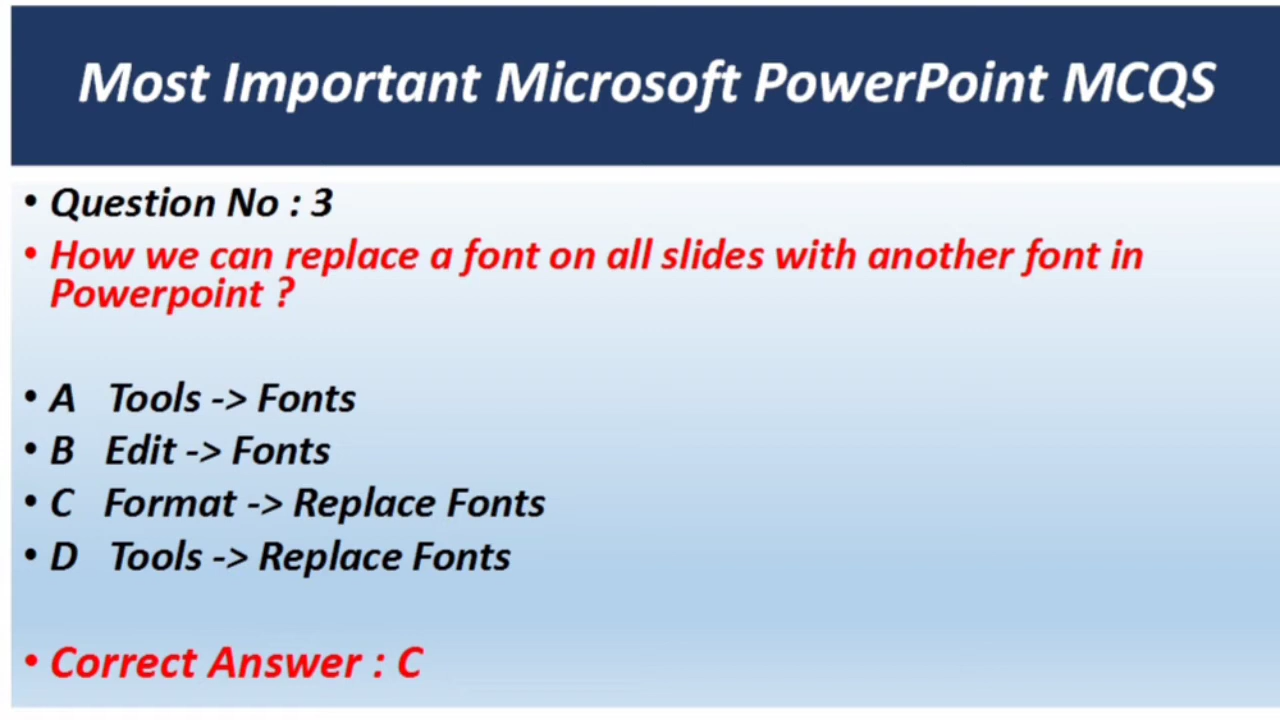 Most Important Microsoft PowerPoint MCQS
• Question No : 3
• How we can replace a font on all slides with another font in
Powerpoint ?
• A Tools -> Fonts
• B Edit -> Fonts
• C Format -> Replace Fonts
• D Tools -> Replace Fonts
• Correct Answer : C